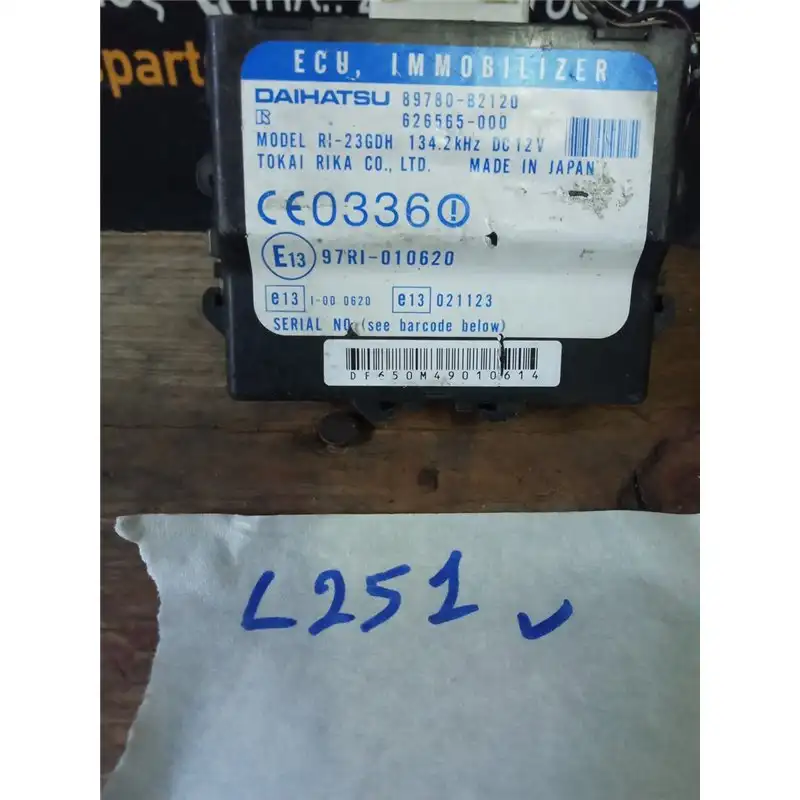 sparts
ECU, IMMOBILIZER
DAIHATSU 89780-B2120
626565-000
MODEL RI-23GDH 134.2kHz DC12V
TOKAI RIKA CO., LTD. MADE IN JAPAN
CE0336
E13 97RI-010620
e13 I-00 0620 e13 021123
SERIAL NO. (see barcode below)
DF650M49010614
L251